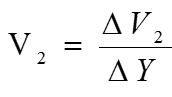 V₂ = ΔV₂ / ΔY